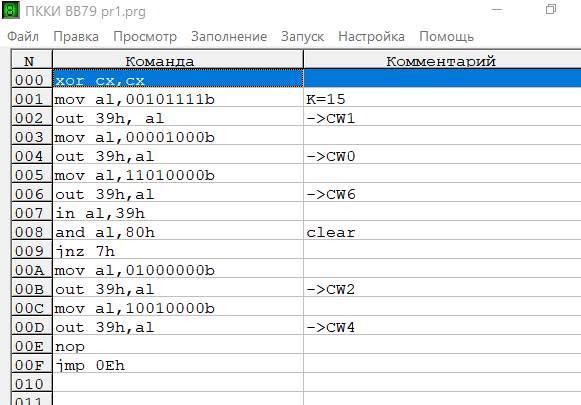 ПККИ ВВ79 pr1.prg
Файл Правка Просмотр Заполнение Запуск Настройка Помощь
N Команда Комментарий
000 xor cx,cx
001 mov al,00101111b K=15
002 out 39h, al ->CW1
003 mov al,00001000b
004 out 39h,al ->CW0
005 mov al,11010000b
006 out 39h,al ->CW6
007 in al,39h
008 and al,80h clear
009 jnz 7h
00A mov al,01000000b
00B out 39h,al ->CW2
00C mov al,10010000b
00D out 39h,al ->CW4
00E nop
00F jmp 0Eh
010
011